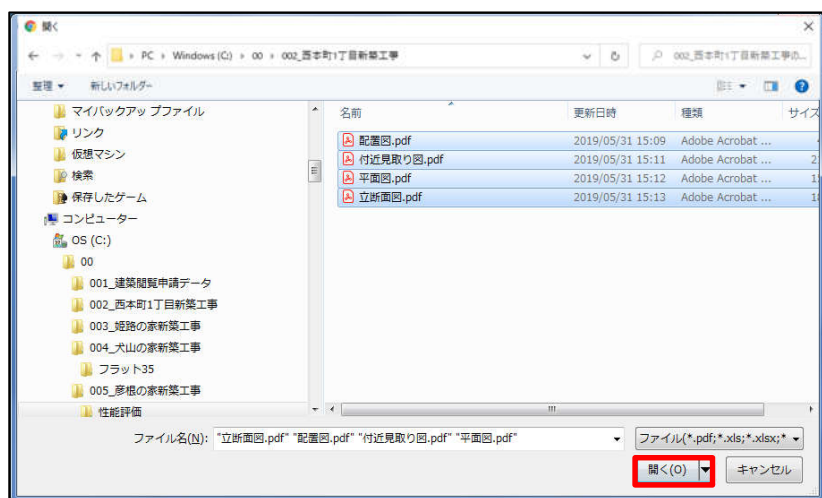 開く
PC › Windows (C:) › 00 › 002_西本町1丁目新築工事
002_西本町1丁目新築工事の...
整理 新しいフォルダー
名前 更新日時 種類 サイズ
マイバックアップファイル
リンク
仮想マシン
検索
保存したゲーム
コンピューター
OS (C:)
00
001_建築閲覧申請データ
002_西本町1丁目新築工事
003_姫路の家新築工事
004_犬山の家新築工事
フラット35
005_彦根の家新築工事
性能評価
配置図.pdf 2019/05/31 15:09 Adobe Acrobat ...
付近見取り図.pdf 2019/05/31 15:11 Adobe Acrobat ...
平面図.pdf 2019/05/31 15:12 Adobe Acrobat ...
立断面図.pdf 2019/05/31 15:13 Adobe Acrobat ...
ファイル名(N): "立断面図.pdf" "配置図.pdf" "付近見取り図.pdf" "平面図.pdf"
ファイル(*.pdf;*.xls;*.xlsx;*
開く(O) キャンセル